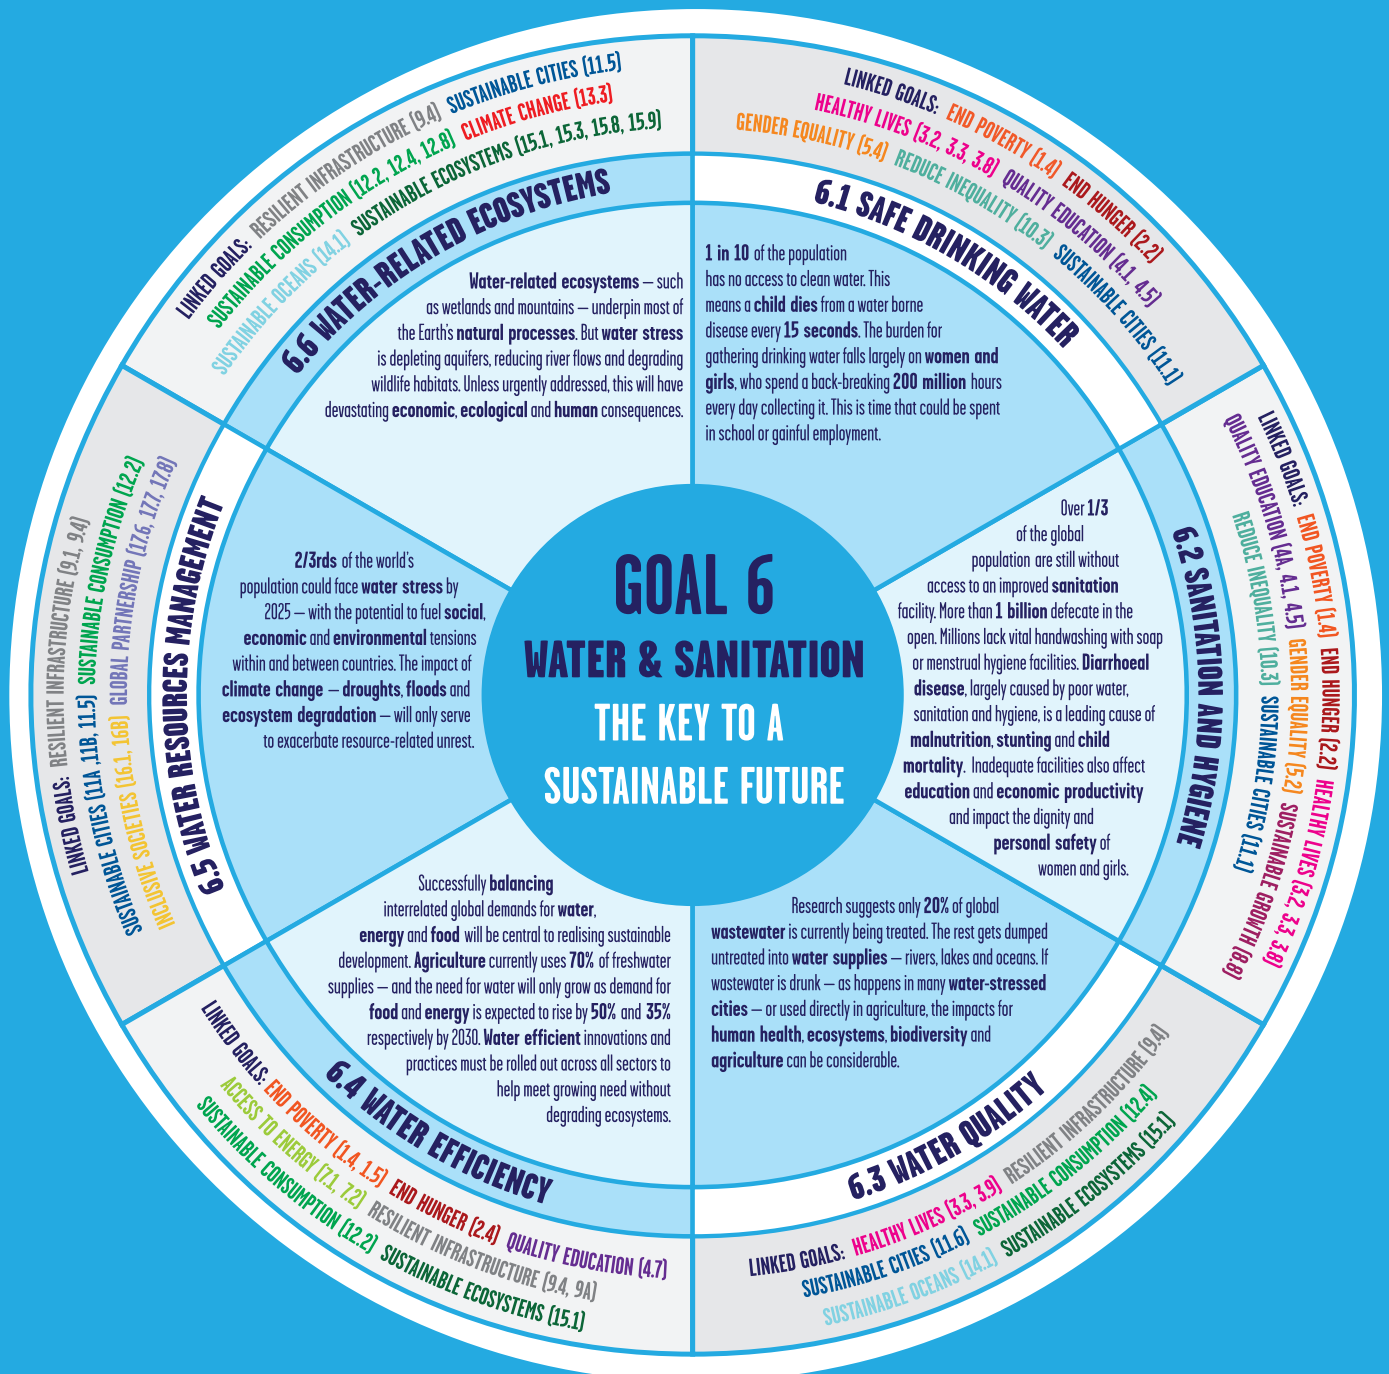 GOAL 6
WATER & SANITATION
THE KEY TO A
SUSTAINABLE FUTURE
LINKED GOALS: END POVERTY (1.4) END HUNGER (2.2)
HEALTHY LIVES (3.2, 3.3, 3.8) QUALITY EDUCATION (4.1, 4.5)
GENDER EQUALITY (5.4) REDUCE INEQUALITY (10.3) SUSTAINABLE CITIES (11.1)
6.1 SAFE DRINKING WATER
1 in 10 of the population
has no access to clean water. This
means a child dies from a water borne
disease every 15 seconds. The burden for
gathering drinking water falls largely on women and
girls, who spend a back-breaking 200 million hours
every day collecting it. This is time that could be spent
in school or gainful employment.
LINKED GOALS: END POVERTY (1.4) END HUNGER (2.2) HEALTHY LIVES (3.2, 3.3, 3.8)
QUALITY EDUCATION (4A, 4.1, 4.5) GENDER EQUALITY (5.2) SUSTAINABLE GROWTH (8.8)
REDUCE INEQUALITY (10.3) SUSTAINABLE CITIES (11.1)
6.2 SANITATION AND HYGIENE
Over 1/3
of the global
population are still without
access to an improved sanitation
facility. More than 1 billion defecate in the
open. Millions lack vital handwashing with soap
or menstrual hygiene facilities. Diarrhoeal
disease, largely caused by poor water,
sanitation and hygiene, is a leading cause of
malnutrition, stunting and child
mortality. Inadequate facilities also affect
education and economic productivity
and impact the dignity and
personal safety of
women and girls.
Research suggests only 20% of global
wastewater is currently being treated. The rest gets dumped
untreated into water supplies – rivers, lakes and oceans. If
wastewater is drunk – as happens in many water-stressed
cities – or used directly in agriculture, the impacts for
human health, ecosystems, biodiversity and
agriculture can be considerable.
6.3 WATER QUALITY
LINKED GOALS: HEALTHY LIVES (3.3, 3.9) RESILIENT INFRASTRUCTURE (9.4)
SUSTAINABLE CITIES (11.6) SUSTAINABLE CONSUMPTION (12.4)
SUSTAINABLE OCEANS (14.1) SUSTAINABLE ECOSYSTEMS (15.1)
Successfully balancing
interrelated global demands for water,
energy and food will be central to realising sustainable
development. Agriculture currently uses 70% of freshwater
supplies – and the need for water will only grow as demand for
food and energy is expected to rise by 50% and 35%
respectively by 2030. Water efficient innovations and
practices must be rolled out across all sectors to
help meet growing need without
degrading ecosystems.
6.4 WATER EFFICIENCY
LINKED GOALS: END POVERTY (1.4, 1.5) END HUNGER (2.4) QUALITY EDUCATION (4.7)
ACCESS TO ENERGY (7.1, 7.2) RESILIENT INFRASTRUCTURE (9.4, 9A)
SUSTAINABLE CONSUMPTION (12.2) SUSTAINABLE ECOSYSTEMS (15.1)
LINKED GOALS: RESILIENT INFRASTRUCTURE (9.1, 9.4)
SUSTAINABLE CITIES (11A ,11B, 11.5) SUSTAINABLE CONSUMPTION (12.2)
INCLUSIVE SOCIETIES (16.1, 16B) GLOBAL PARTNERSHIP (17.6, 17.7, 17.8)
6.5 WATER RESOURCES MANAGEMENT
2/3rds of the world's
population could face water stress by
2025 – with the potential to fuel social,
economic and environmental tensions
within and between countries. The impact of
climate change – droughts, floods and
ecosystem degradation – will only serve
to exacerbate resource-related unrest.
LINKED GOALS: RESILIENT INFRASTRUCTURE (9.4) SUSTAINABLE CITIES (11.5)
SUSTAINABLE CONSUMPTION (12.2, 12.4, 12.8) CLIMATE CHANGE (13.3)
SUSTAINABLE OCEANS (14.1) SUSTAINABLE ECOSYSTEMS (15.1, 15.3, 15.8, 15.9)
6.6 WATER-RELATED ECOSYSTEMS
Water-related ecosystems – such
as wetlands and mountains – underpin most of
the Earth's natural processes. But water stress
is depleting aquifers, reducing river flows and degrading
wildlife habitats. Unless urgently addressed, this will have
devastating economic, ecological and human consequences.